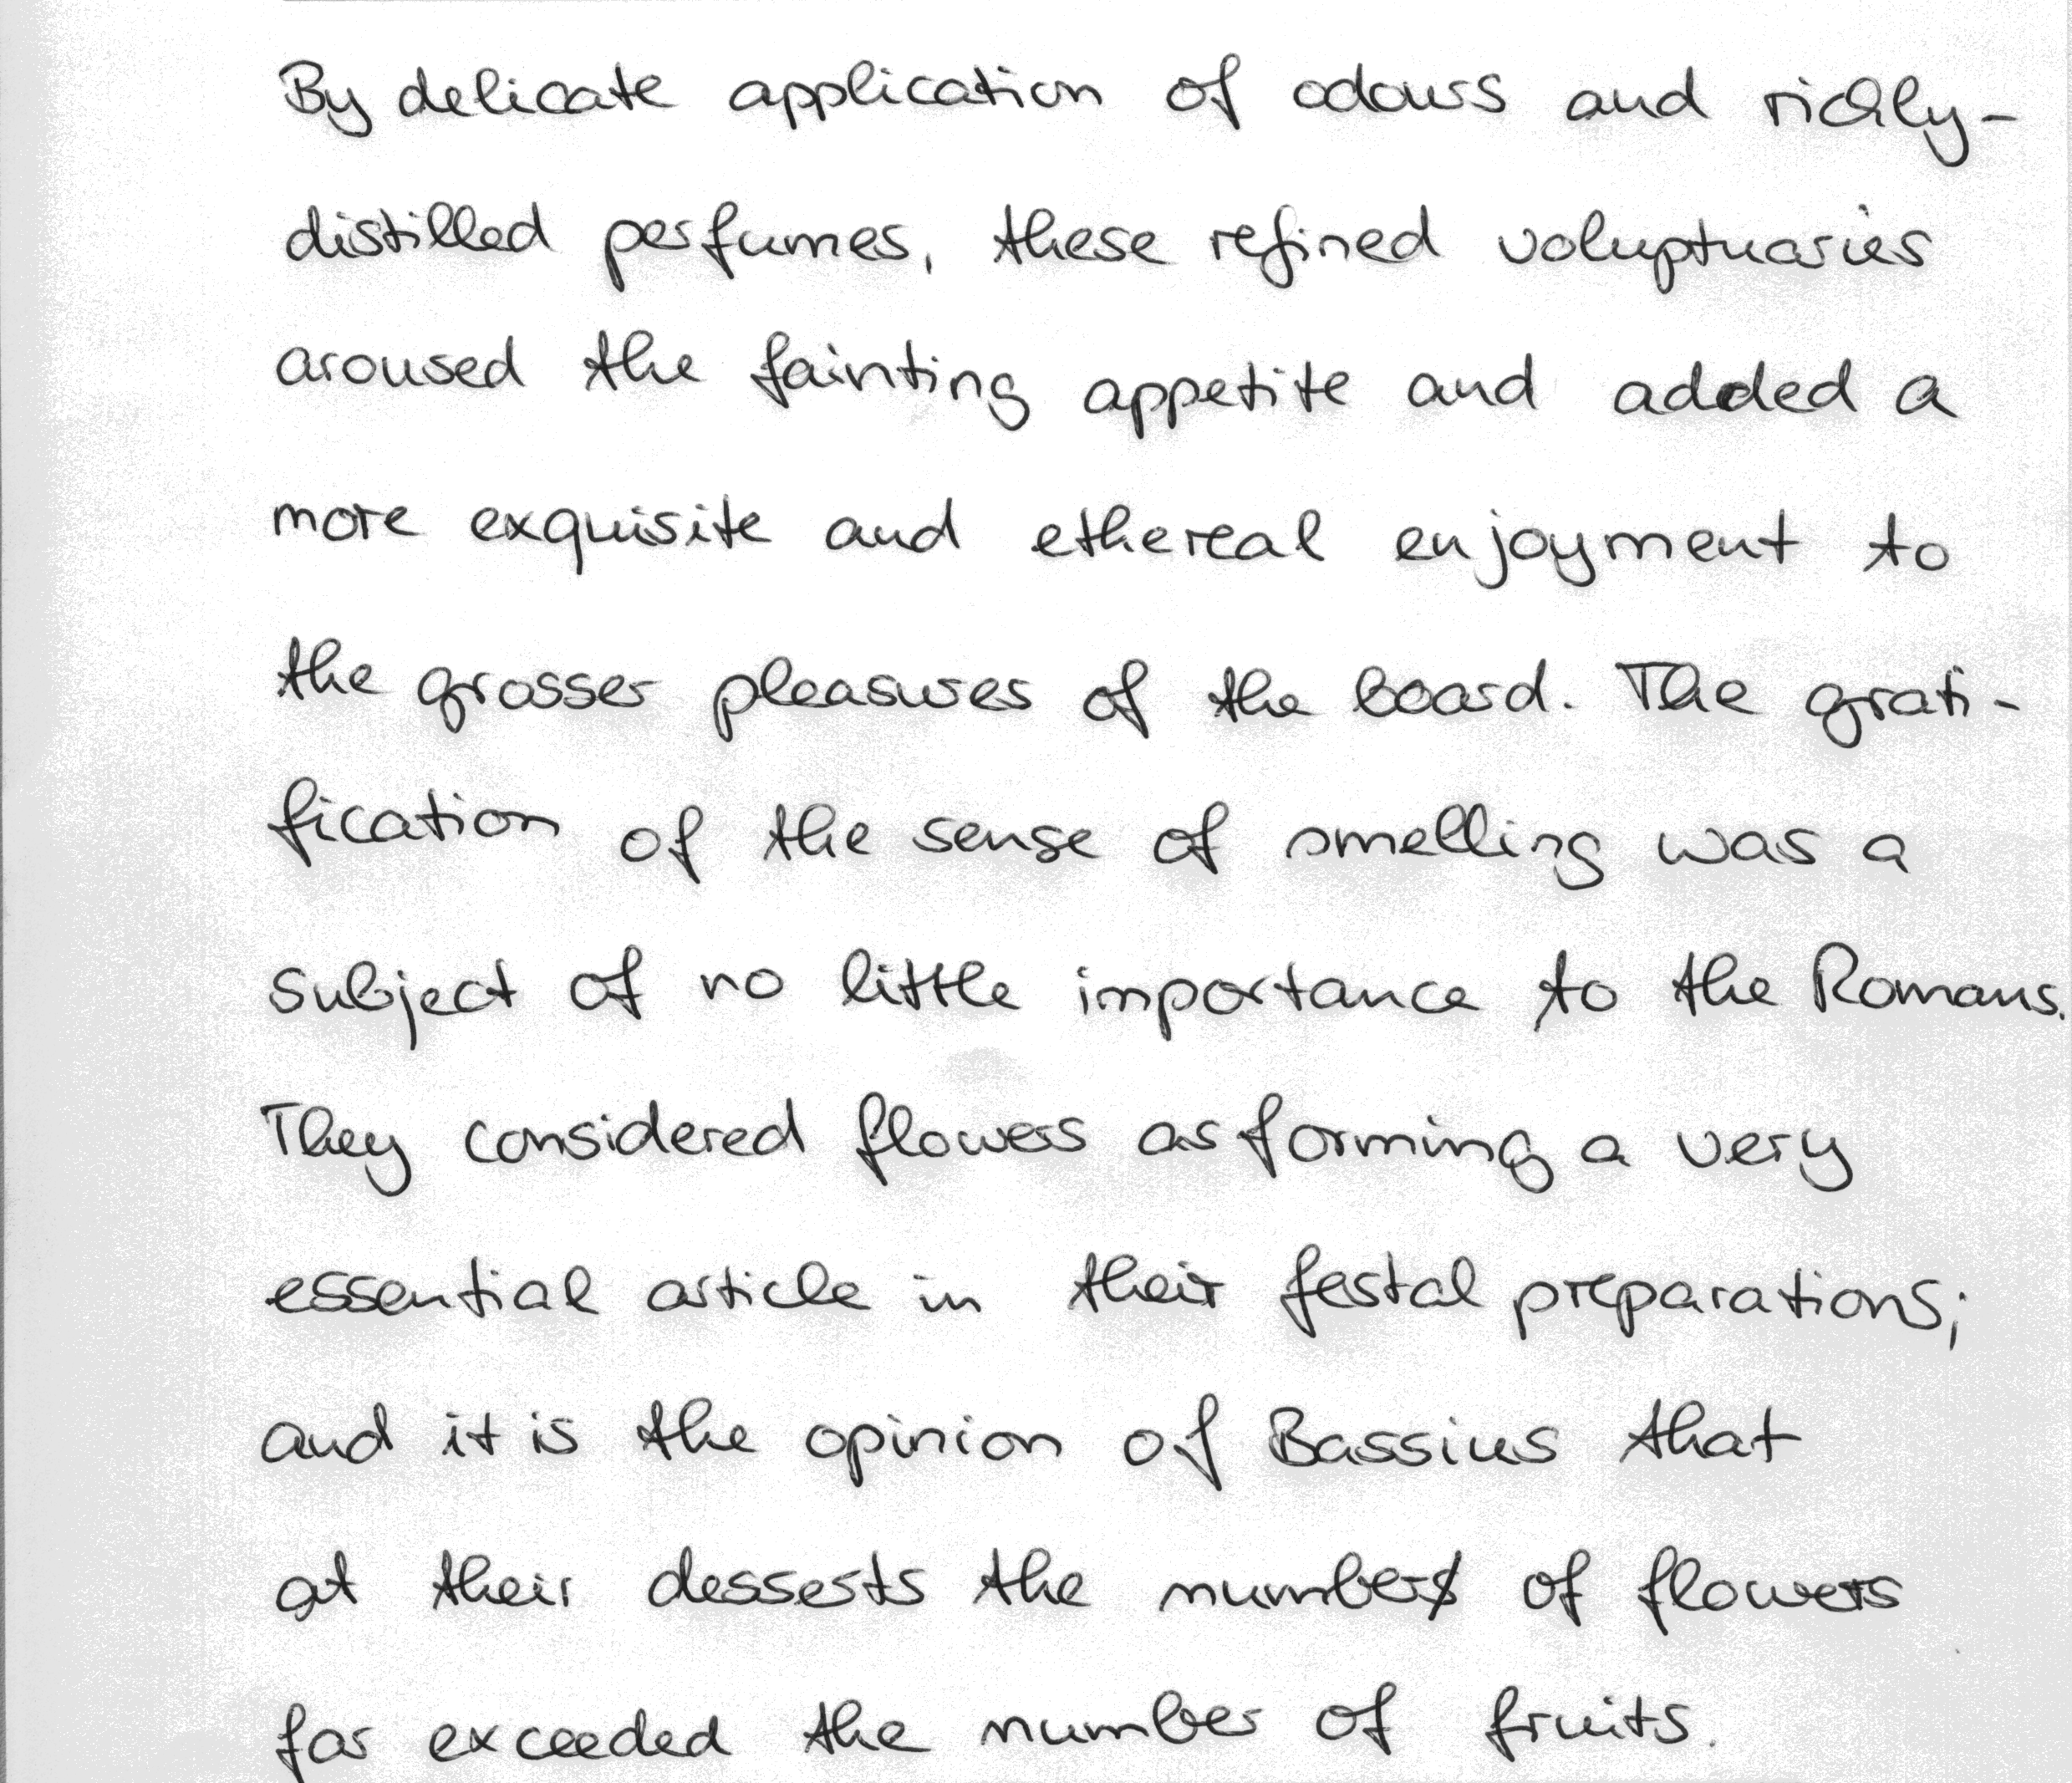 By delicate application of odours and richly-
distilled perfumes, these refined voluptuaries
aroused the fainting appetite and added a
more exquisite and ethereal enjoyment to
the grosser pleasures of the board. The grati-
fication of the sense of smelling was a
subject of no little importance to the Romans.
They considered flowers as forming a very
essential article in their festal preparations;
and it is the opinion of Bassius that
at their desserts the number of flowers
far exceeded the number of fruits.